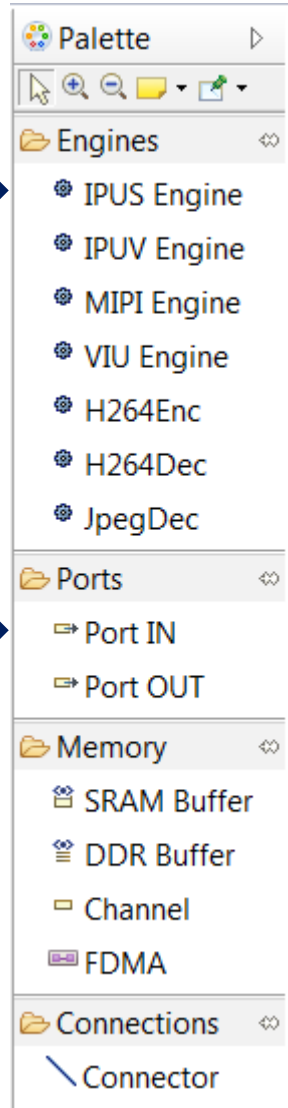 Palette
Engines
IPUS Engine
IPUV Engine
MIPI Engine
VIU Engine
H264Enc
H264Dec
JpegDec
Ports
Port IN
Port OUT
Memory
SRAM Buffer
DDR Buffer
Channel
FDMA
Connections
Connector